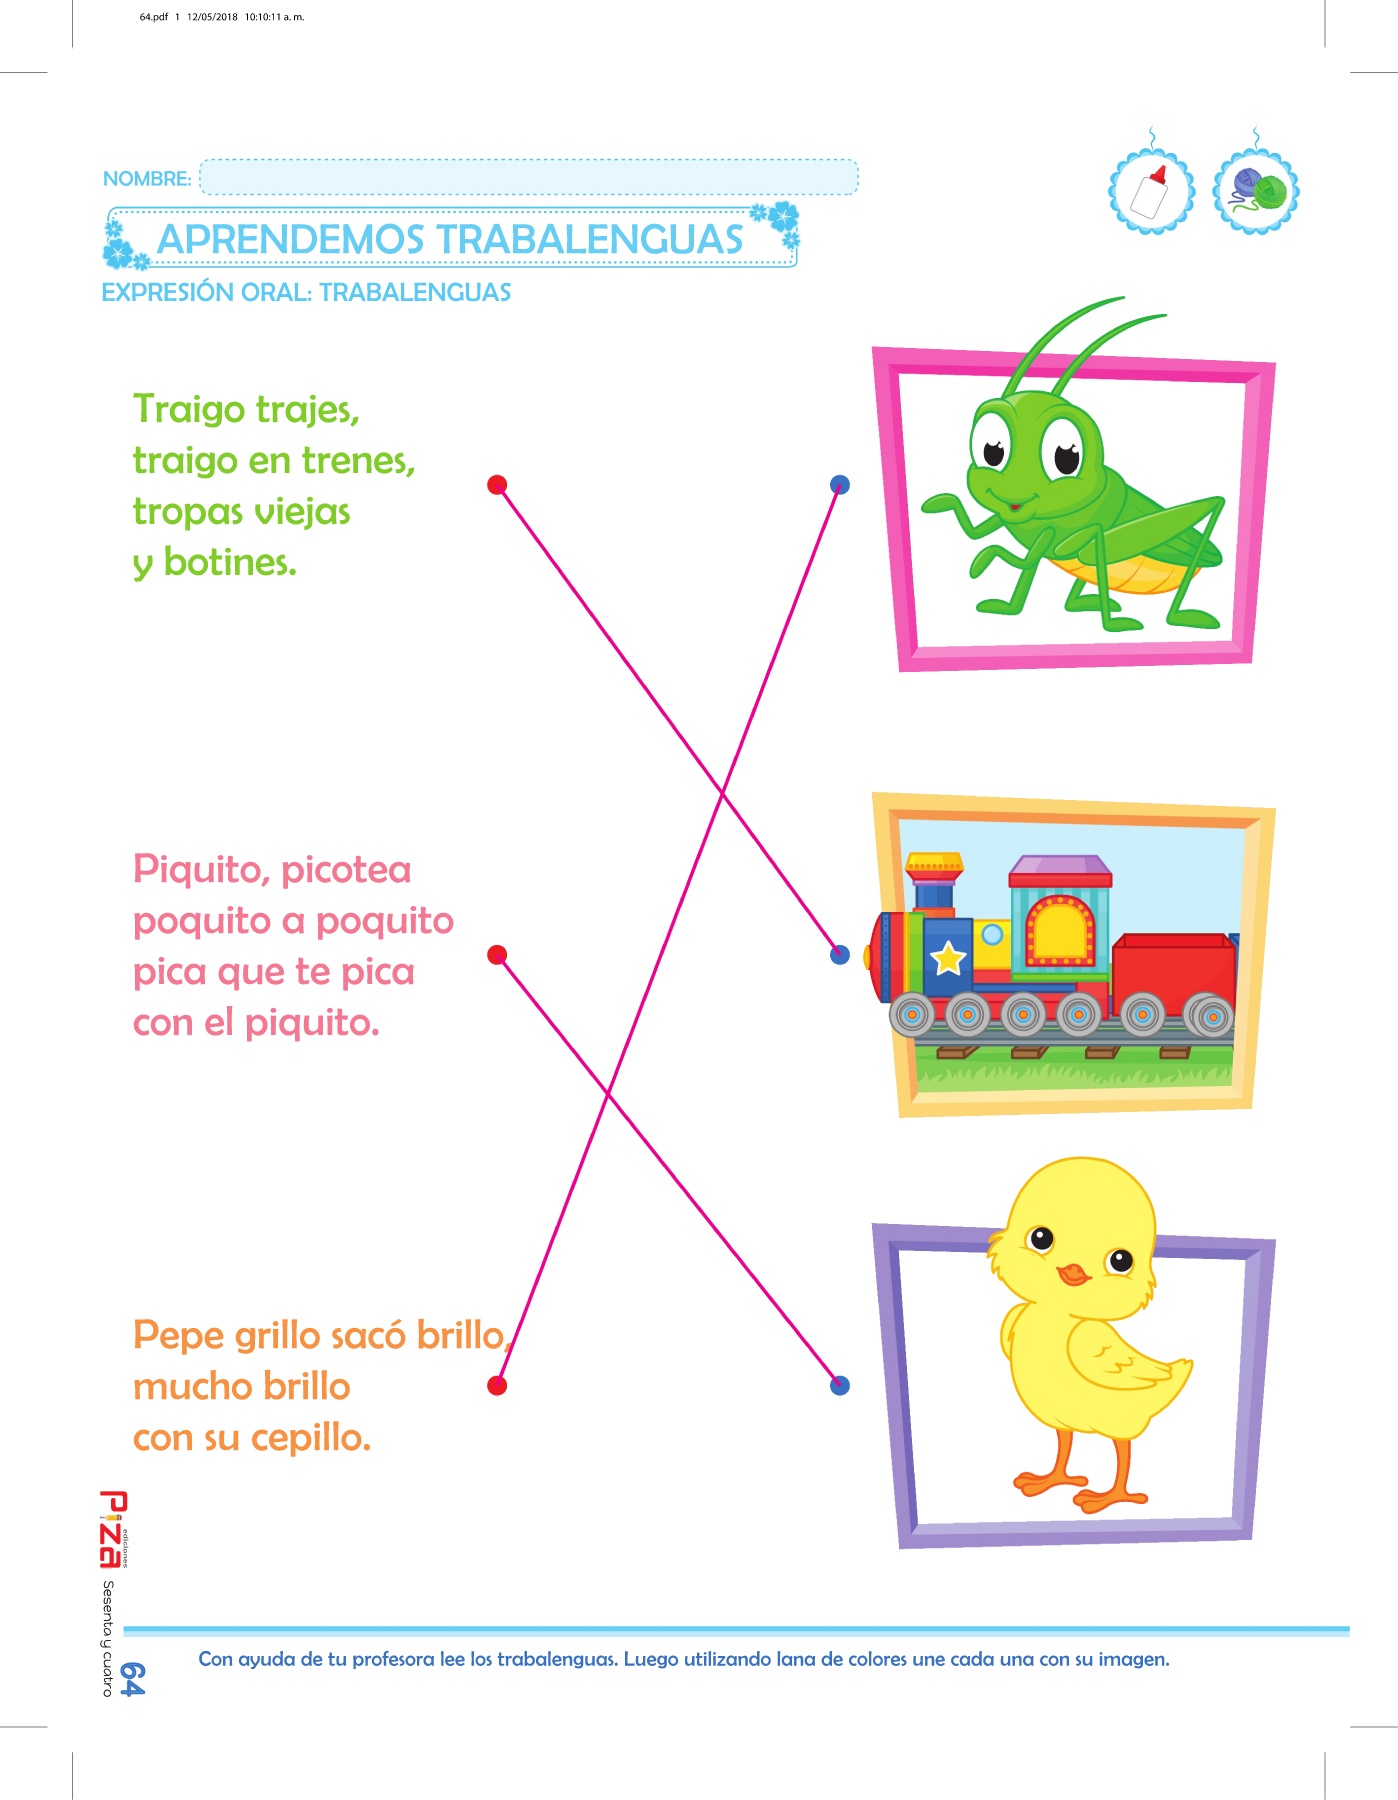 64.pdf 1 12/05/2018 10:10:11 a. m.
NOMBRE:
APRENDEMOS TRABALENGUAS
EXPRESIÓN ORAL: TRABALENGUAS
Traigo trajes,
traigo en trenes,
tropas viejas
y botines.
Piquito, picotea
poquito a poquito
pica que te pica
con el piquito.
Pepe grillo sacó brillo,
mucho brillo
con su cepillo.
Piza
ediciones
Sesenta y cuatro
64
Con ayuda de tu profesora lee los trabalenguas. Luego utilizando lana de colores une cada una con su imagen.